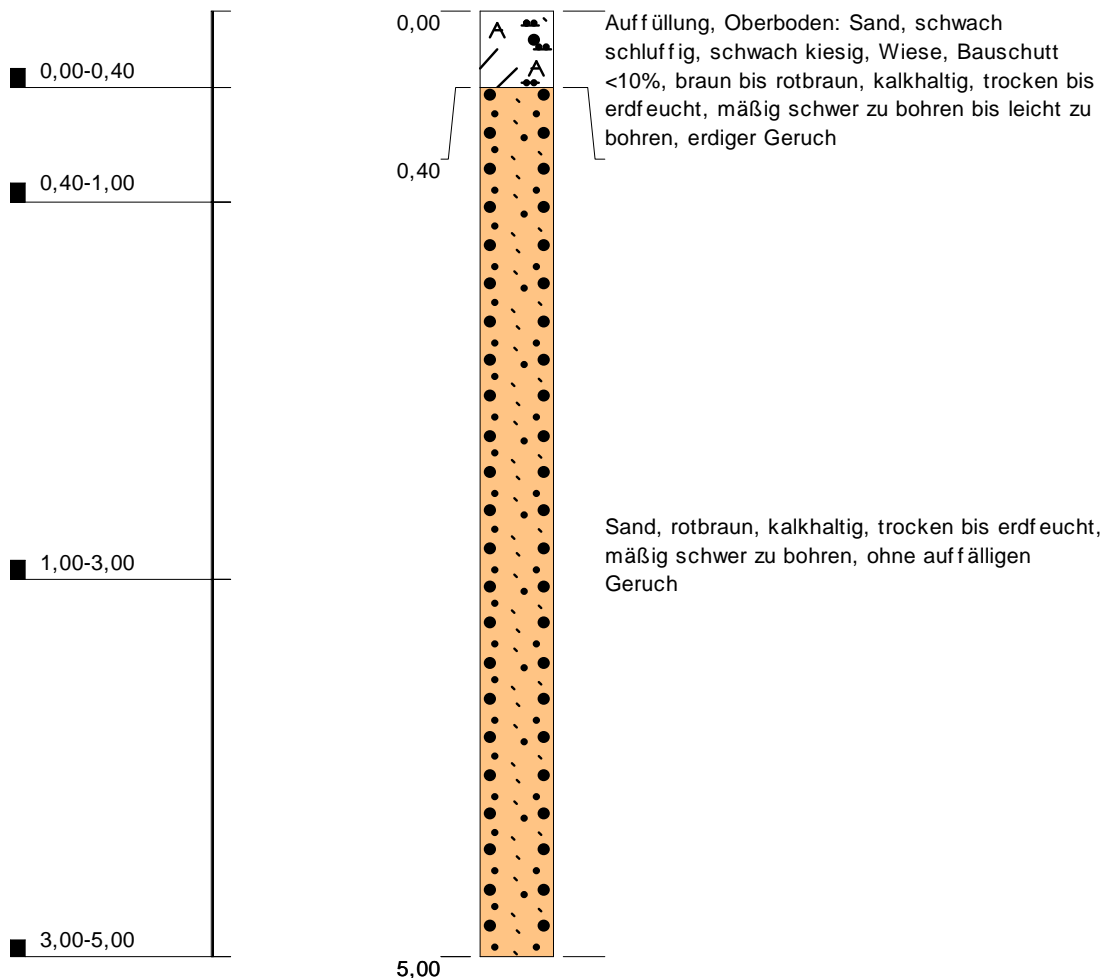 0,00-0,40
0,40-1,00
1,00-3,00
3,00-5,00
0,00
0,40
5,00
A
A
Auffüllung, Oberboden: Sand, schwach
schluffig, schwach kiesig, Wiese, Bauschutt
<10%, braun bis rotbraun, kalkhaltig, trocken bis
erdfeucht, mäßig schwer zu bohren bis leicht zu
bohren, erdiger Geruch
Sand, rotbraun, kalkhaltig, trocken bis erdfeucht,
mäßig schwer zu bohren, ohne auffälligen
Geruch